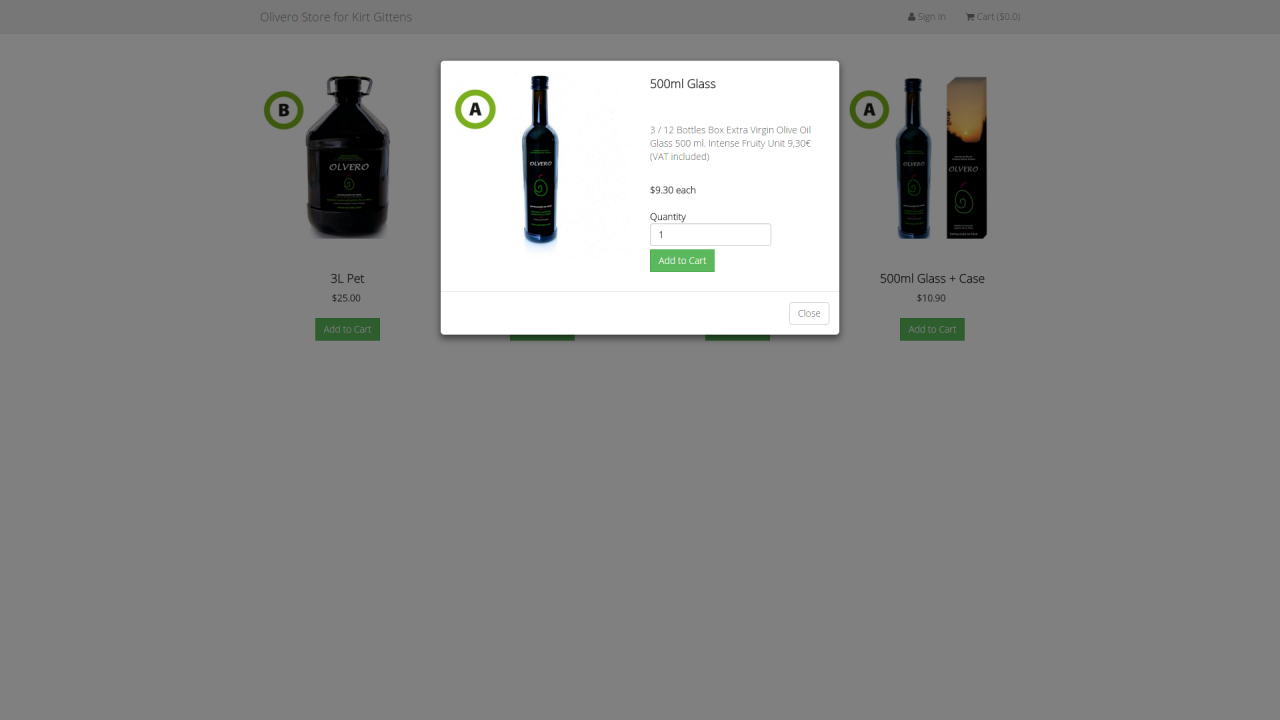 Olivero Store for Kirt Gittens
Sign In
Cart ($0.0)
B
OLVERO
A
OLVERO
500ml Glass
3 / 12 Bottles Box Extra Virgin Olive Oil
Glass 500 ml. Intense Fruity Unit 9,30€
(VAT included)
$9.30 each
Quantity
1
Add to Cart
Close
A
OLVERO
OLVERO
3L Pet
$25.00
Add to Cart
500ml Glass + Case
$10.90
Add to Cart